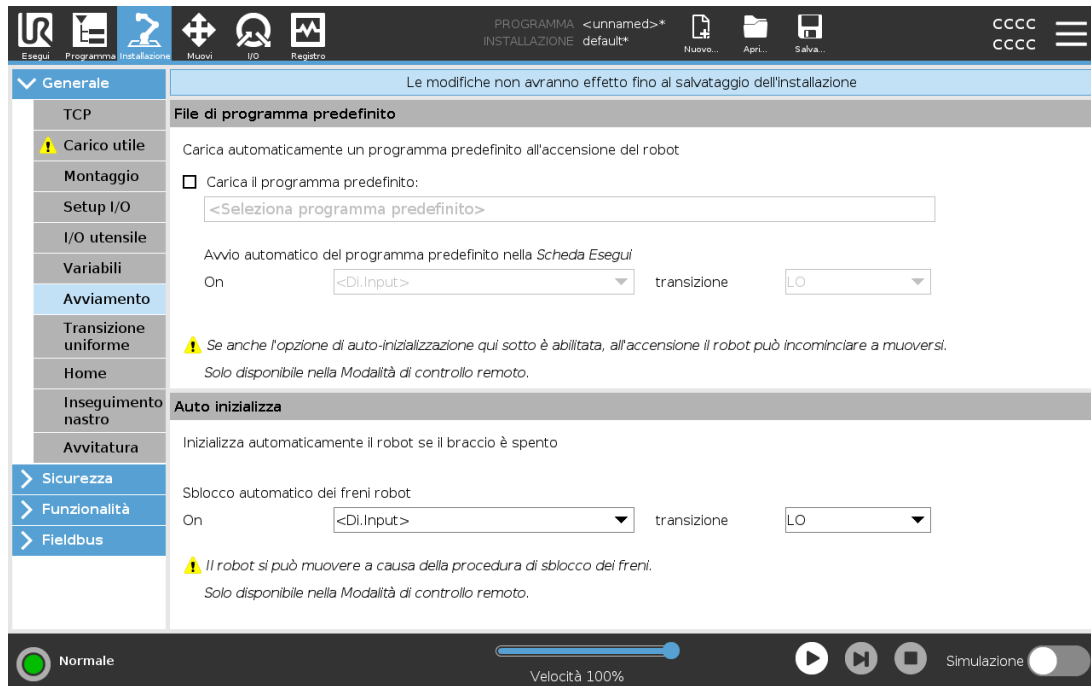 PROGRAMMA <unnamed>*
INSTALLAZIONE default*
Esegui Programma Installazione Muovi I/O Registro
Nuovo... Apri... Salva...
CCCC
CCCC
Generale
TCP
Carico utile
Montaggio
Setup I/O
I/O utensile
Variabili
Avviamento
Transizione
uniforme
Home
Inseguimento
nastro
Avvitatura
Sicurezza
Funzionalità
Fieldbus
Le modifiche non avranno effetto fino al salvataggio dell'installazione
File di programma predefinito
Carica automaticamente un programma predefinito all'accensione del robot
Carica il programma predefinito:
<Seleziona programma predefinito>
Avvio automatico del programma predefinito nella Scheda Esegui
On <Di.Input> transizione LO
Se anche l'opzione di auto-inizializzazione qui sotto è abilitata, all'accensione il robot può incominciare a muoversi.
Solo disponibile nella Modalità di controllo remoto.
Auto inizializza
Inizializza automaticamente il robot se il braccio è spento
Sblocco automatico dei freni robot
On <Di.Input> transizione LO
Il robot si può muovere a causa della procedura di sblocco dei freni.
Solo disponibile nella Modalità di controllo remoto.
Normale
Velocità 100%
Simulazione